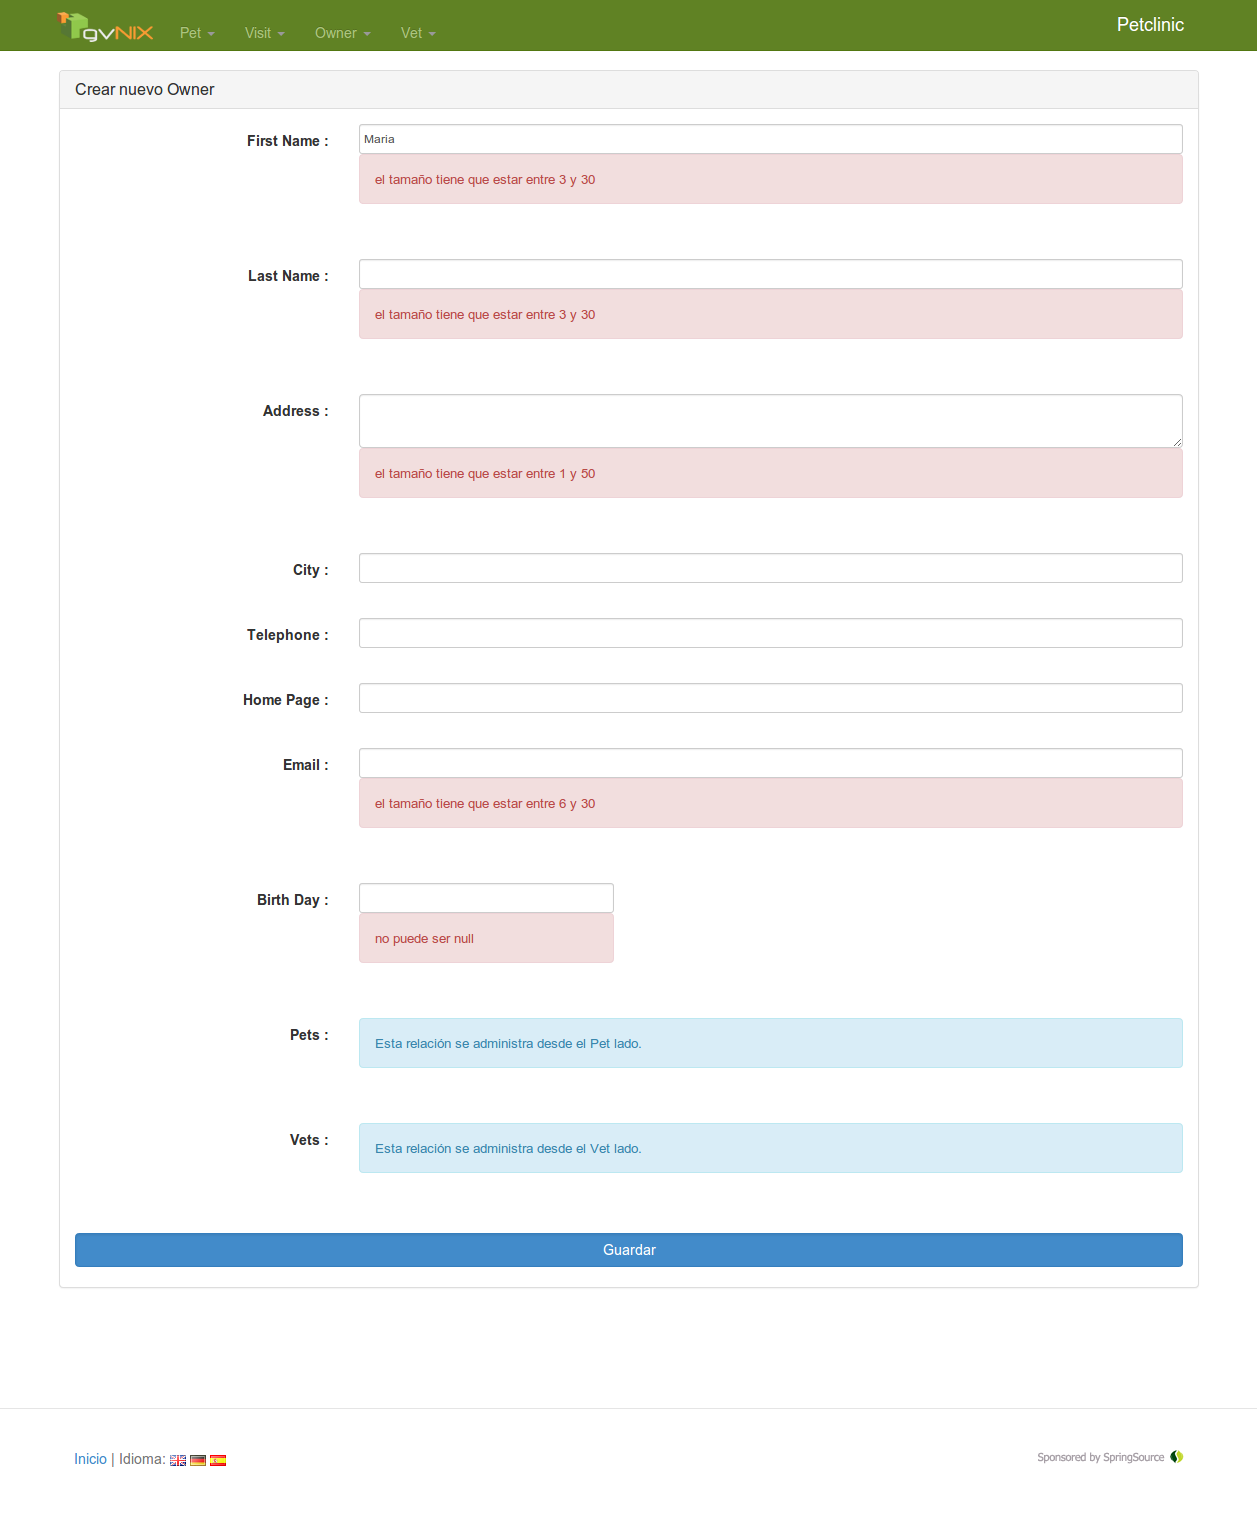 gvNIX Pet Visit Owner Vet Petclinic
Crear nuevo Owner
First Name : Maria
el tamaño tiene que estar entre 3 y 30
Last Name :
el tamaño tiene que estar entre 3 y 30
Address :
el tamaño tiene que estar entre 1 y 50
City :
Telephone :
Home Page :
Email :
el tamaño tiene que estar entre 6 y 30
Birth Day :
no puede ser null
Pets : Esta relación se administra desde el Pet lado.
Vets : Esta relación se administra desde el Vet lado.
Guardar
Inicio | Idioma: Sponsored by SpringSource